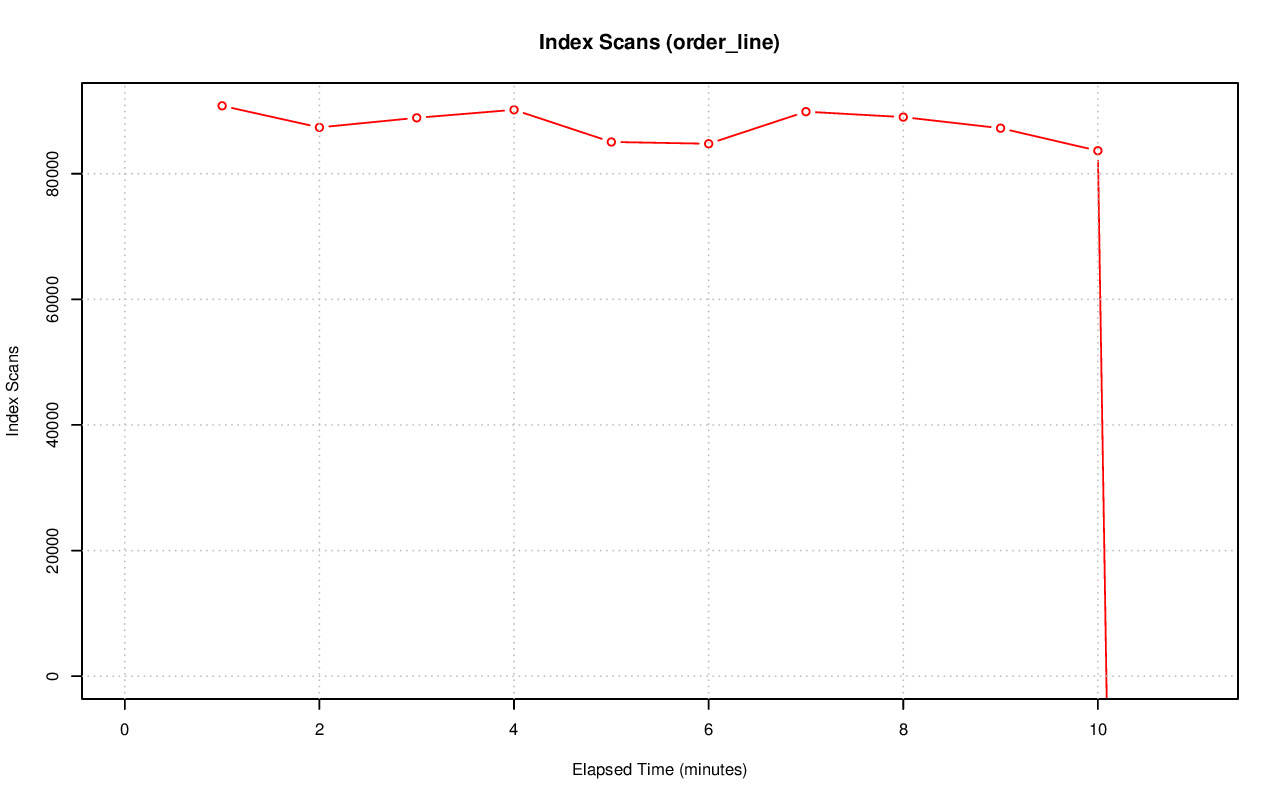 Index Scans (order_line)
Index Scans
80000
60000
40000
20000
0
0 2 4 6 8 10
Elapsed Time (minutes)